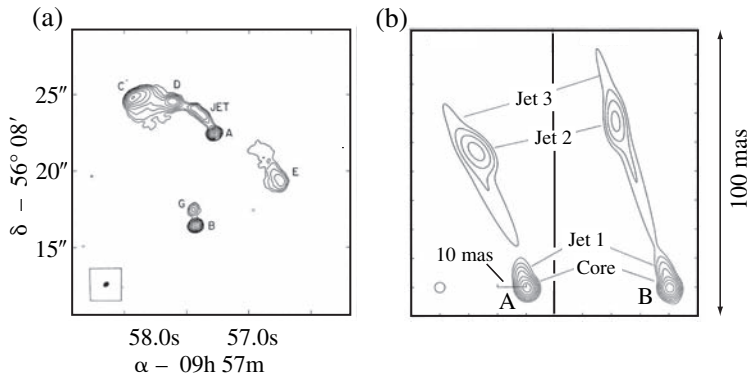 (a)
(b)
δ – 56° 08′
25″
20″
15″
58.0s
57.0s
α – 09h 57m
C
D
JET
A
E
G
B
Jet 3
Jet 2
Jet 1
Core
10 mas
A
B
100 mas